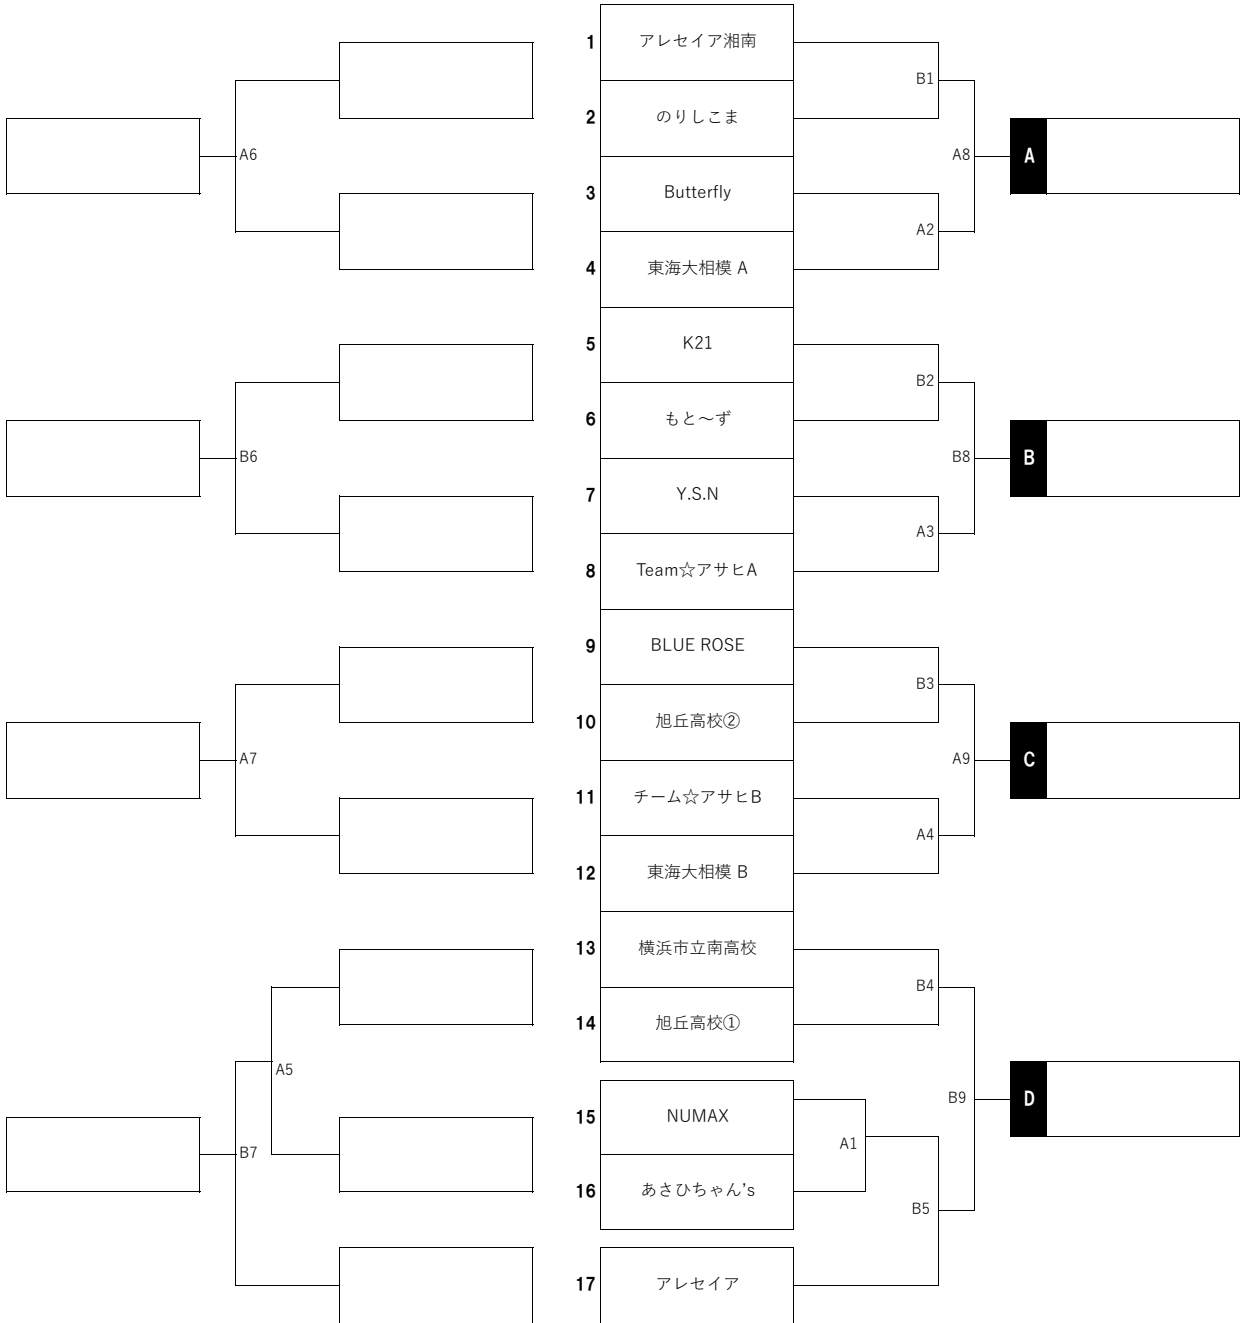 1 アレセイア湘南
B1
2 のりしこま
A6
A8
A
3 Butterfly
A2
4 東海大相模 A
5 K21
B2
6 もと～ず
B6
B8
B
7 Y.S.N
A3
8 Team☆アサヒA
9 BLUE ROSE
B3
10 旭丘高校②
A7
A9
C
11 チーム☆アサヒB
A4
12 東海大相模 B
13 横浜市立南高校
B4
14 旭丘高校①
A5
B9
D
15 NUMAX
A1
B7
16 あさひちゃん’s
B5
17 アレセイア